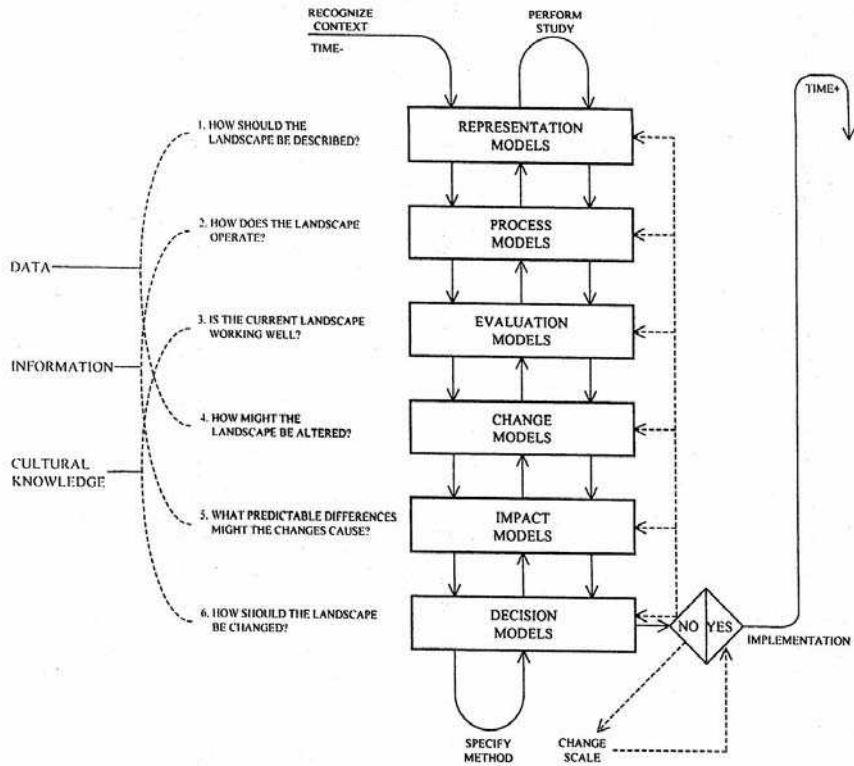 RECOGNIZE
CONTEXT
TIME-
PERFORM
STUDY
TIME+
1. HOW SHOULD THE
LANDSCAPE BE DESCRIBED?
REPRESENTATION
MODELS
2. HOW DOES THE LANDSCAPE
OPERATE?
PROCESS
MODELS
DATA
3. IS THE CURRENT LANDSCAPE
WORKING WELL?
EVALUATION
MODELS
INFORMATION
4. HOW MIGHT THE
LANDSCAPE BE ALTERED?
CHANGE
MODELS
CULTURAL
KNOWLEDGE
5. WHAT PREDICTABLE DIFFERENCES
MIGHT THE CHANGES CAUSE?
IMPACT
MODELS
6. HOW SHOULD THE LANDSCAPE
BE CHANGED?
DECISION
MODELS
NO YES
IMPLEMENTATION
SPECIFY
METHOD
CHANGE
SCALE